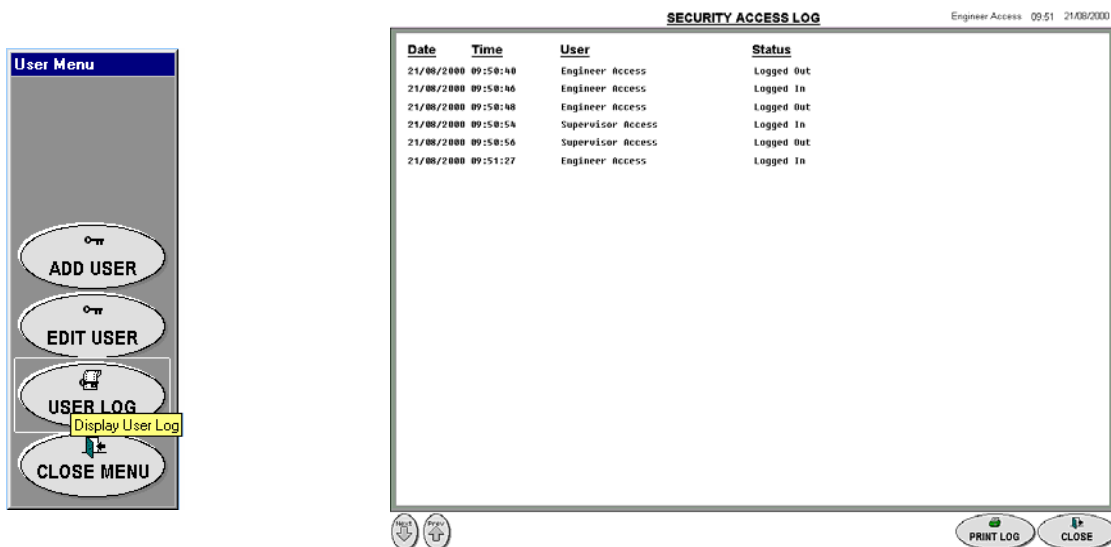 User Menu
ADD USER
EDIT USER
USER LOG
Display User Log
CLOSE MENU
SECURITY ACCESS LOG
Engineer Access 09:51 21/08/2000
Date Time User Status
21/08/2000 09:50:40 Engineer Access Logged Out
21/08/2000 09:50:46 Engineer Access Logged In
21/08/2000 09:50:48 Engineer Access Logged Out
21/08/2000 09:50:54 Supervisor Access Logged In
21/08/2000 09:50:56 Supervisor Access Logged Out
21/08/2000 09:51:27 Engineer Access Logged In
Next Prev PRINT LOG CLOSE